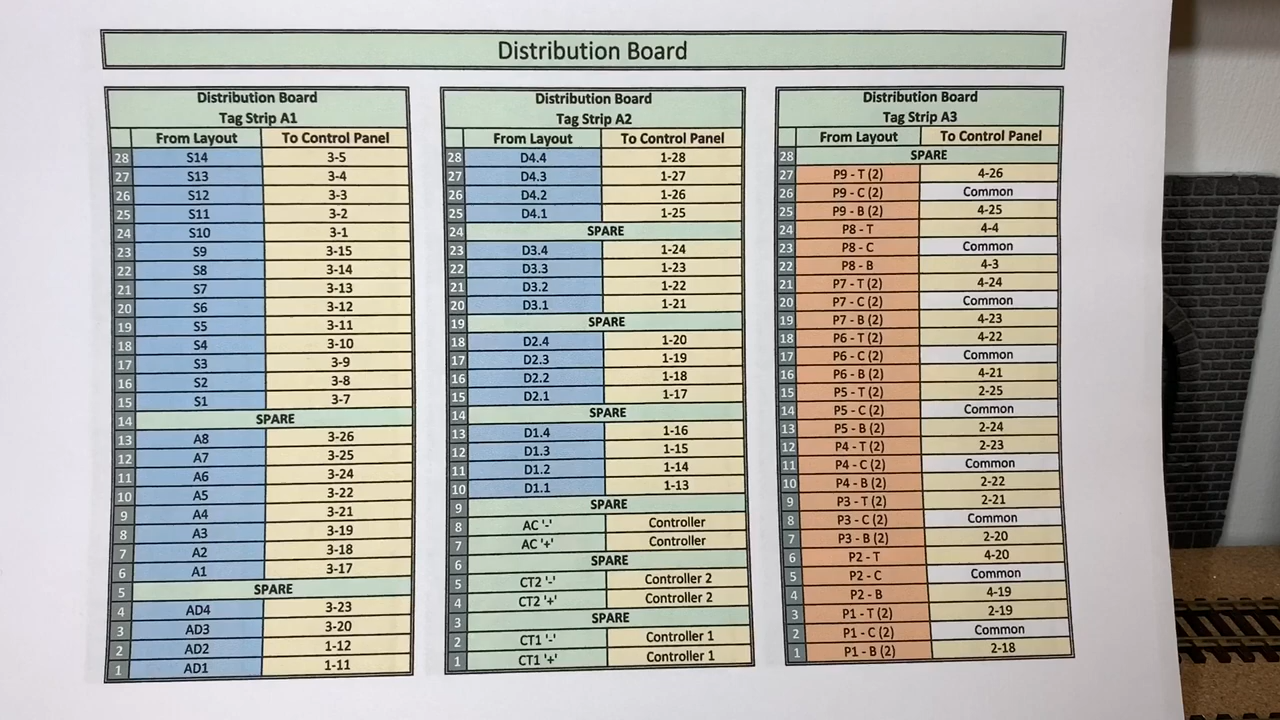 Distribution Board
Distribution Board
Tag Strip A1
From Layout To Control Panel
28 S14 3-5
27 S13 3-4
26 S12 3-3
25 S11 3-2
24 S10 3-1
23 S9 3-15
22 S8 3-14
21 S7 3-13
20 S6 3-12
19 S5 3-11
18 S4 3-10
17 S3 3-9
16 S2 3-8
15 S1 3-7
14 SPARE
13 A8 3-26
12 A7 3-25
11 A6 3-24
10 A5 3-22
9 A4 3-21
8 A3 3-19
7 A2 3-18
6 A1 3-17
5 SPARE
4 AD4 3-23
3 AD3 3-20
2 AD2 1-12
1 AD1 1-11
Distribution Board
Tag Strip A2
From Layout To Control Panel
28 D4.4 1-28
27 D4.3 1-27
26 D4.2 1-26
25 D4.1 1-25
24 SPARE
23 D3.4 1-24
22 D3.3 1-23
21 D3.2 1-22
20 D3.1 1-21
19 SPARE
18 D2.4 1-20
17 D2.3 1-19
16 D2.2 1-18
15 D2.1 1-17
14 SPARE
13 D1.4 1-16
12 D1.3 1-15
11 D1.2 1-14
10 D1.1 1-13
9 SPARE
8 AC '-' Controller
7 AC '+' Controller
6 SPARE
5 CT2 '-' Controller 2
4 CT2 '+' Controller 2
3 SPARE
2 CT1 '-' Controller 1
1 CT1 '+' Controller 1
Distribution Board
Tag Strip A3
From Layout To Control Panel
28 SPARE
27 P9 - T (2) 4-26
26 P9 - C (2) Common
25 P9 - B (2) 4-25
24 P8 - T 4-4
23 P8 - C Common
22 P8 - B 4-3
21 P7 - T (2) 4-24
20 P7 - C (2) Common
19 P7 - B (2) 4-23
18 P6 - T (2) 4-22
17 P6 - C (2) Common
16 P6 - B (2) 4-21
15 P5 - T (2) 2-25
14 P5 - C (2) Common
13 P5 - B (2) 2-24
12 P4 - T (2) 2-23
11 P4 - C (2) Common
10 P4 - B (2) 2-22
9 P3 - T (2) 2-21
8 P3 - C (2) Common
7 P3 - B (2) 2-20
6 P2 - T 4-20
5 P2 - C Common
4 P2 - B 4-19
3 P1 - T (2) 2-19
2 P1 - C (2) Common
1 P1 - B (2) 2-18